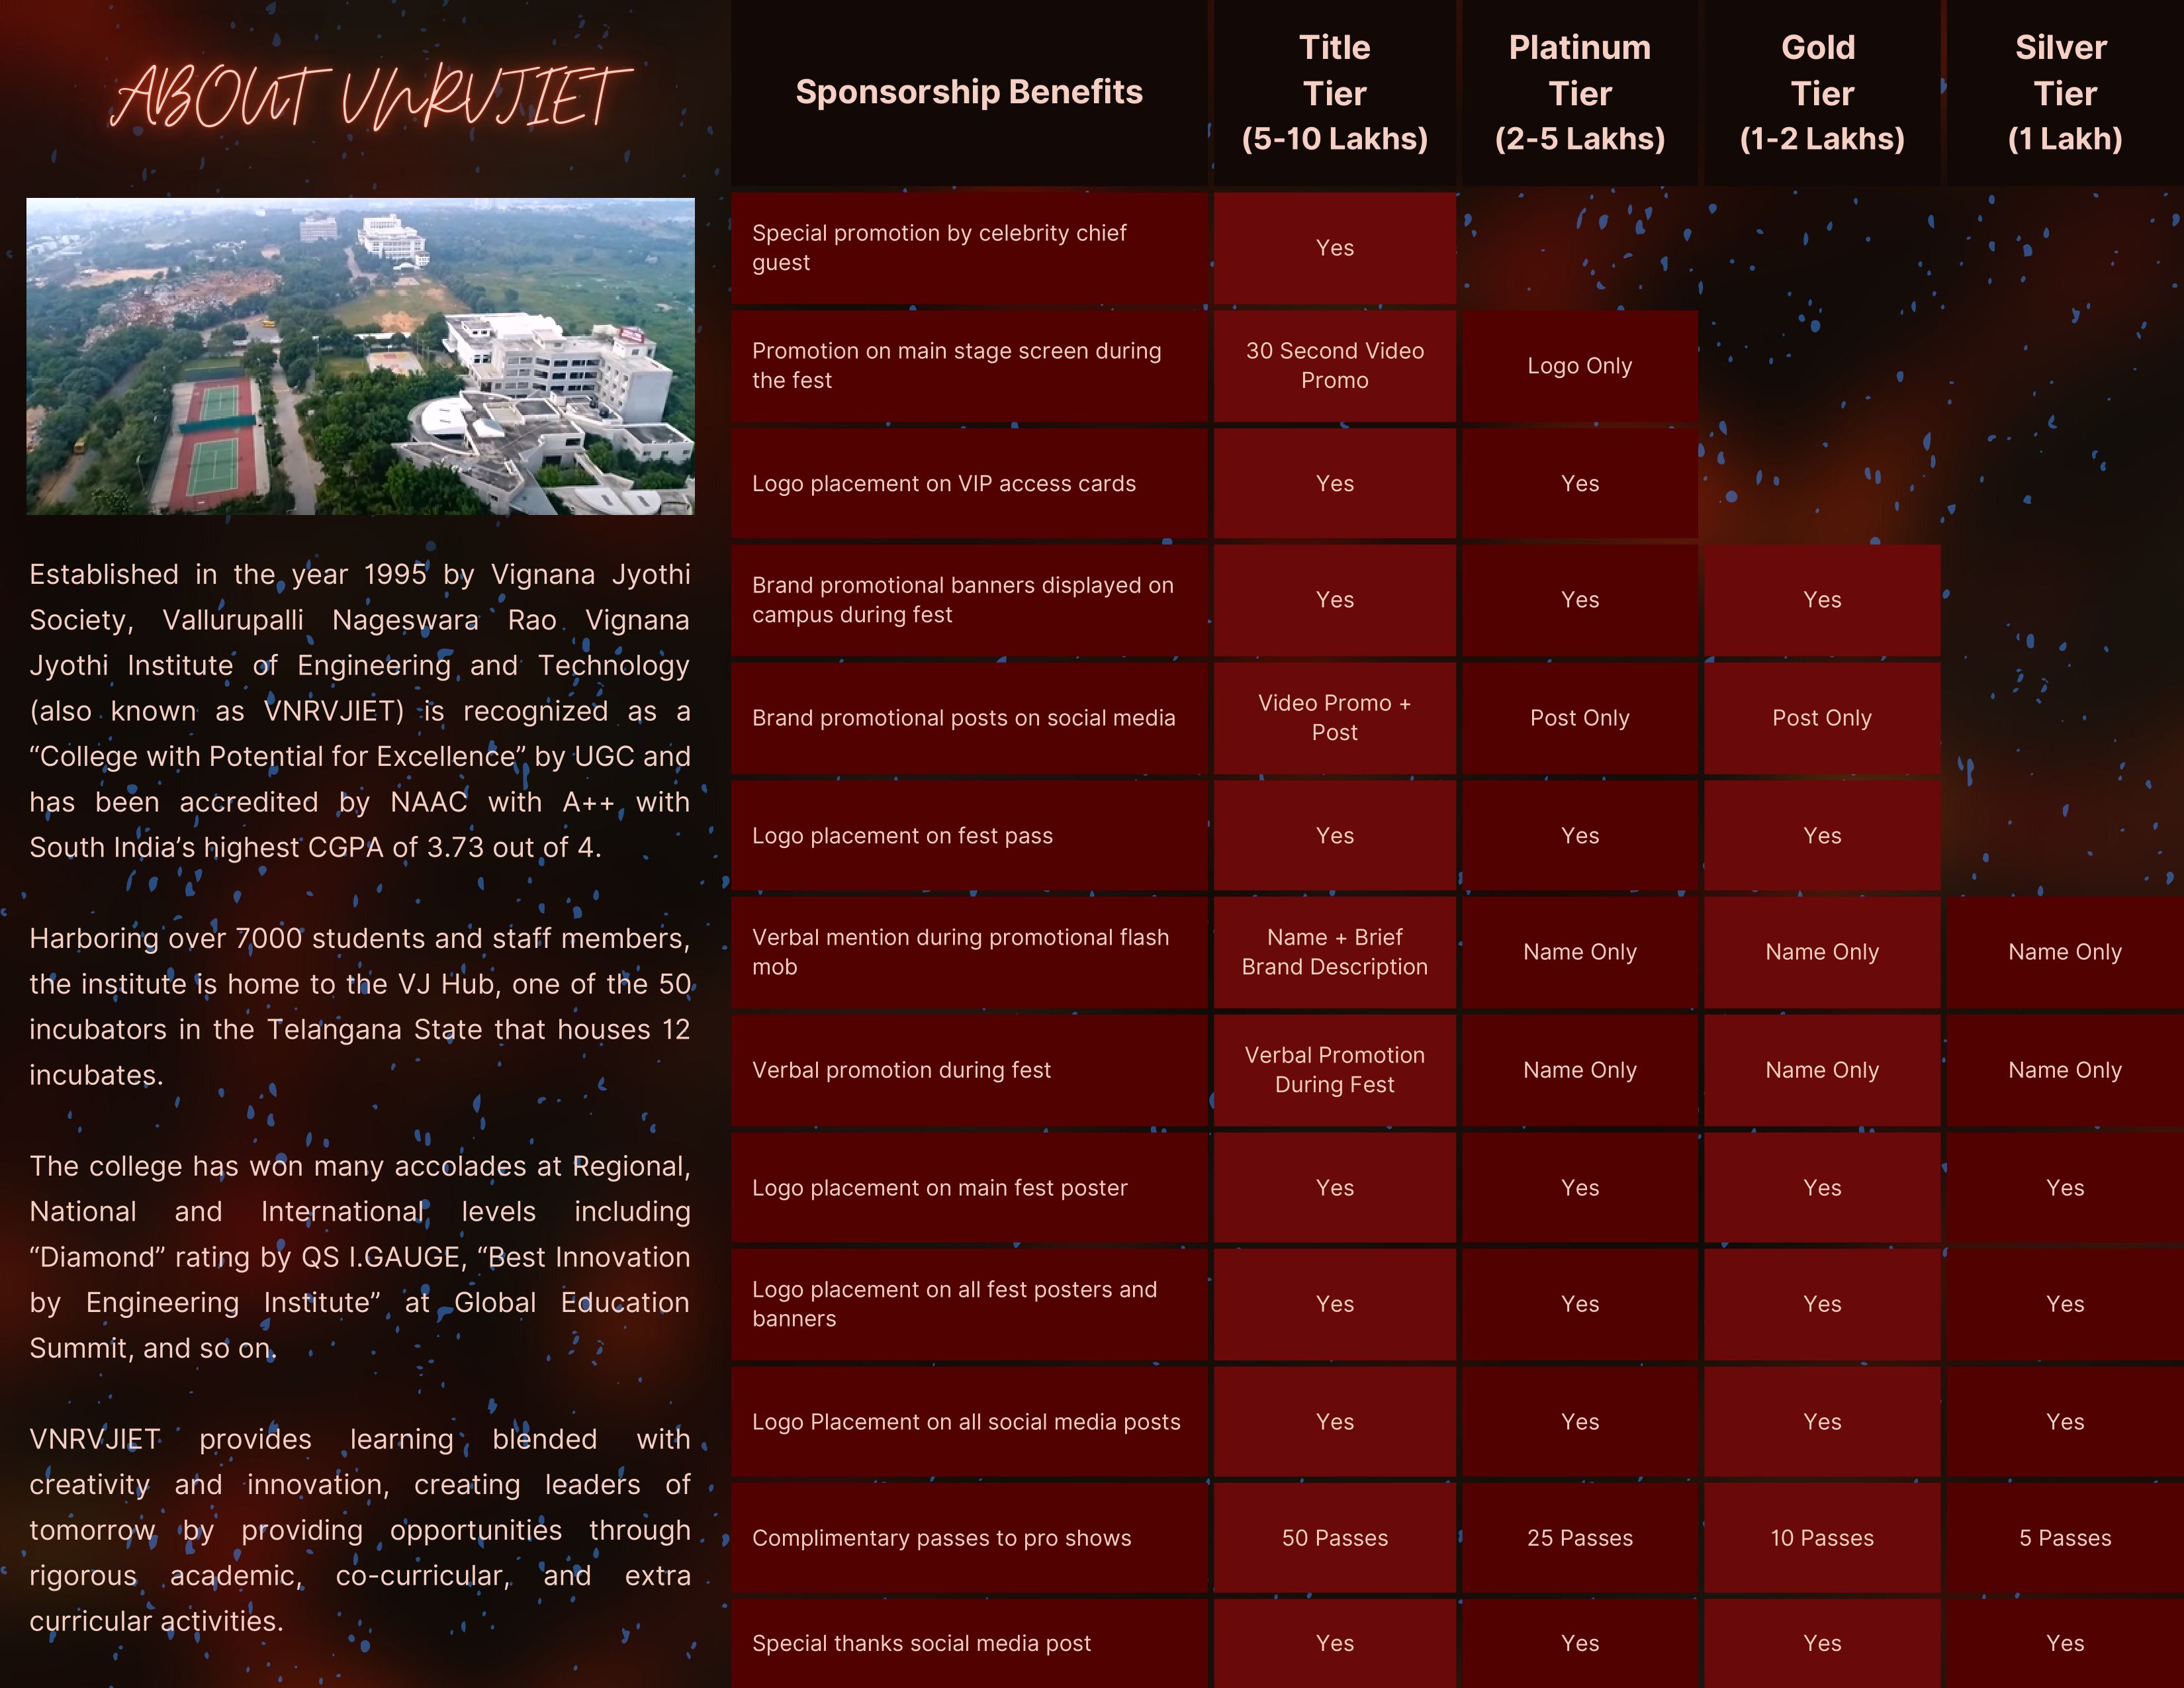 ABOUT VNRVJIET
Established in the year 1995 by Vignana Jyothi
Society, Vallurupalli Nageswara Rao Vignana
Jyothi Institute of Engineering and Technology
(also known as VNRVJIET) is recognized as a
“College with Potential for Excellence” by UGC and
has been accredited by NAAC with A++ with
South India’s highest CGPA of 3.73 out of 4.
Harboring over 7000 students and staff members,
the institute is home to the VJ Hub, one of the 50
incubators in the Telangana State that houses 12
incubates.
The college has won many accolades at Regional,
National and International levels including
“Diamond” rating by QS I.GAUGE, “Best Innovation
by Engineering Institute” at Global Education
Summit, and so on.
VNRVJIET provides learning blended with
creativity and innovation, creating leaders of
tomorrow by providing opportunities through
rigorous academic, co-curricular, and extra
curricular activities.
Sponsorship Benefits
Title
Tier
(5-10 Lakhs)
Platinum
Tier
(2-5 Lakhs)
Gold
Tier
(1-2 Lakhs)
Silver
Tier
(1 Lakh)
Special promotion by celebrity chief
guest
Yes
Promotion on main stage screen during
the fest
30 Second Video
Promo
Logo Only
Logo placement on VIP access cards
Yes
Yes
Brand promotional banners displayed on
campus during fest
Yes
Yes
Yes
Brand promotional posts on social media
Video Promo +
Post
Post Only
Post Only
Logo placement on fest pass
Yes
Yes
Yes
Verbal mention during promotional flash
mob
Name + Brief
Brand Description
Name Only
Name Only
Name Only
Verbal promotion during fest
Verbal Promotion
During Fest
Name Only
Name Only
Name Only
Logo placement on main fest poster
Yes
Yes
Yes
Yes
Logo placement on all fest posters and
banners
Yes
Yes
Yes
Yes
Logo Placement on all social media posts
Yes
Yes
Yes
Yes
Complimentary passes to pro shows
50 Passes
25 Passes
10 Passes
5 Passes
Special thanks social media post
Yes
Yes
Yes
Yes